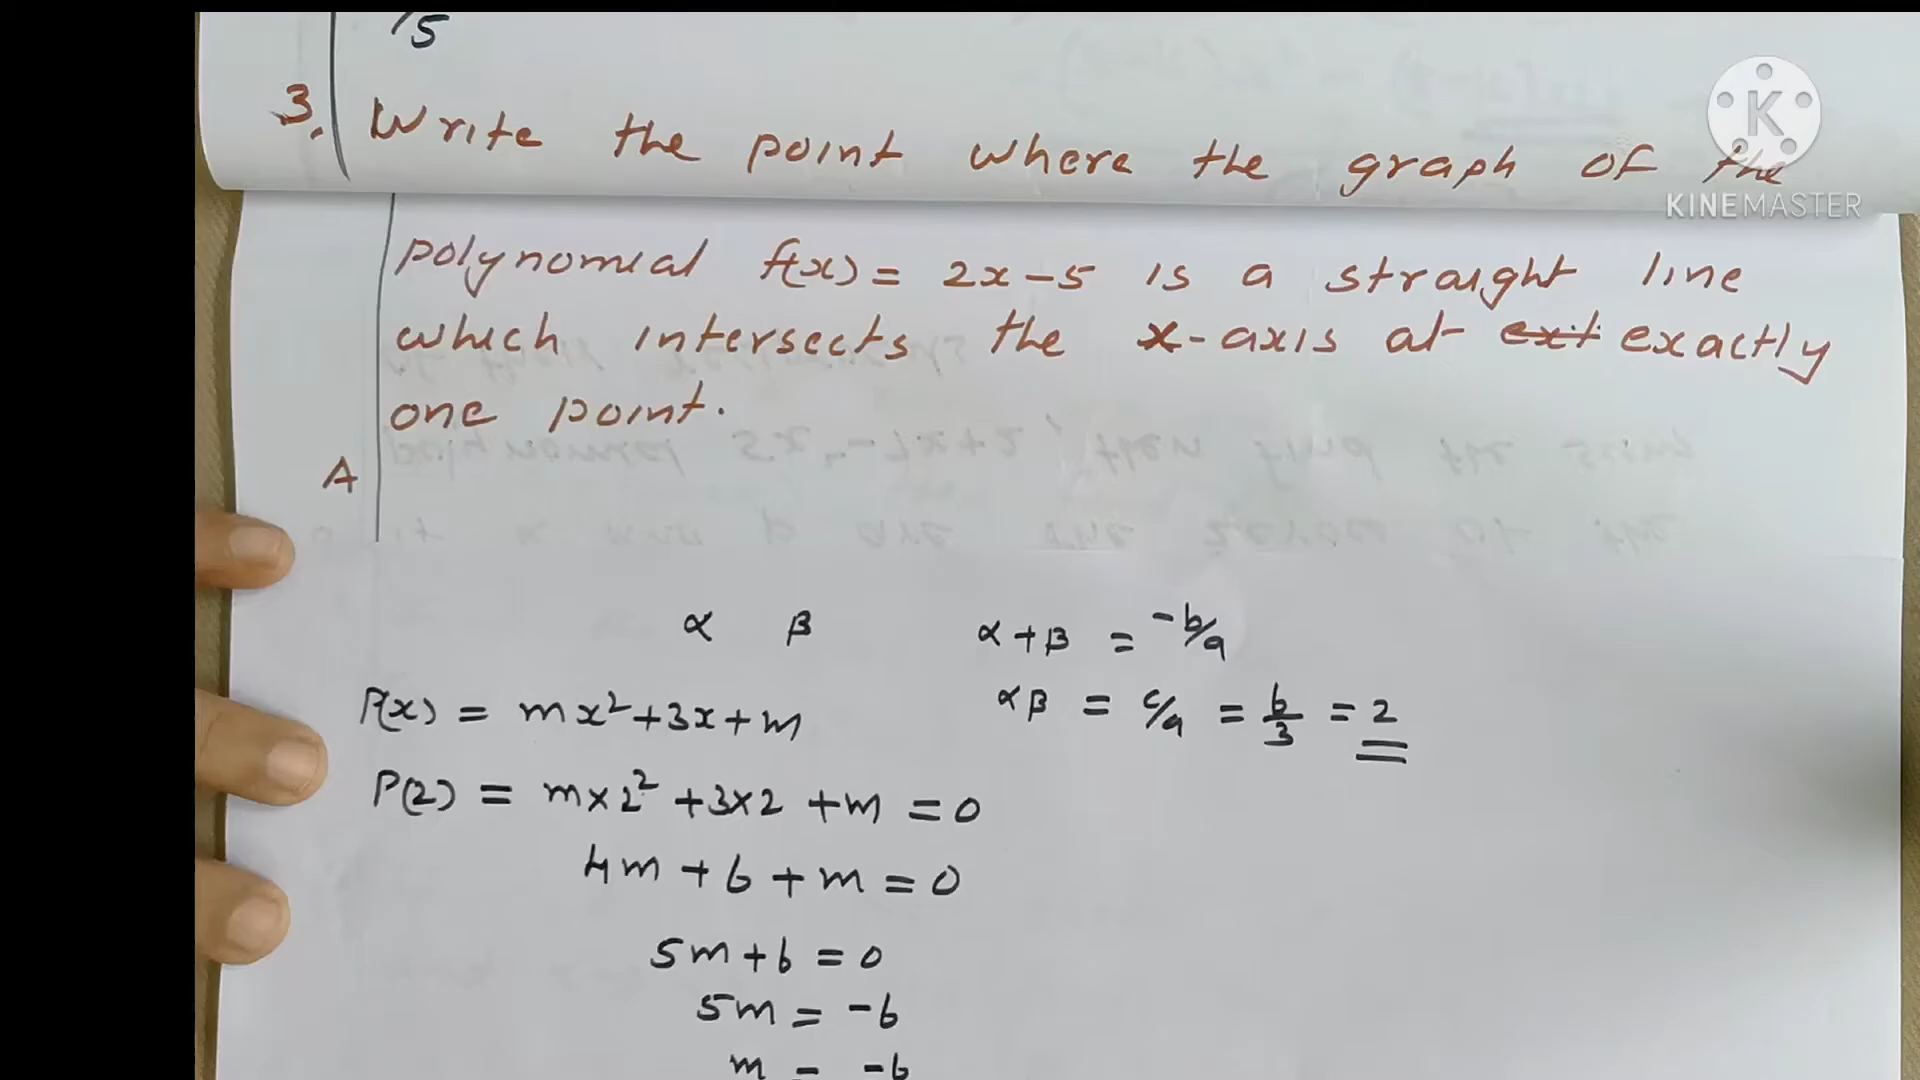 /5
3. Write the point where the graph of the
polynomial f(x) = 2x-5 is a straight line
which intersects the x-axis at ext exactly
one point.
A
α β
α+β = -b/a
P(x) = mx²+3x+m
αβ = c/a = 6/3 = 2
P(2) = m×2²+3×2+m=0
4m+6+m=0
5m+6=0
5m=-6
m = -6
K
KINEMASTER